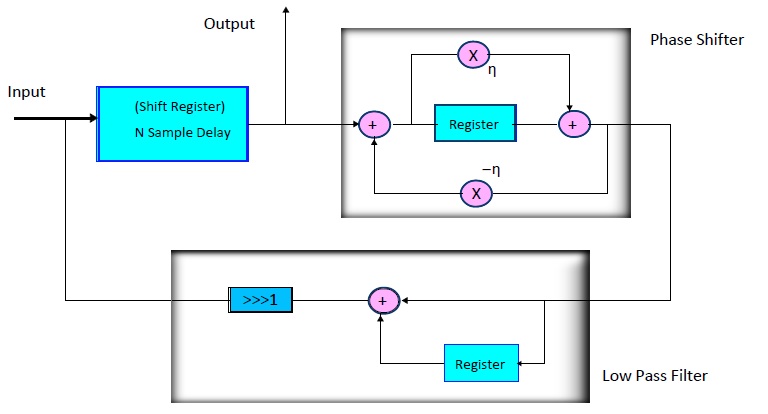 Output
Phase Shifter
Input
(Shift Register)
N Sample Delay
X
η
+
Register
+
−η
X
>>>1
+
Register
Low Pass Filter